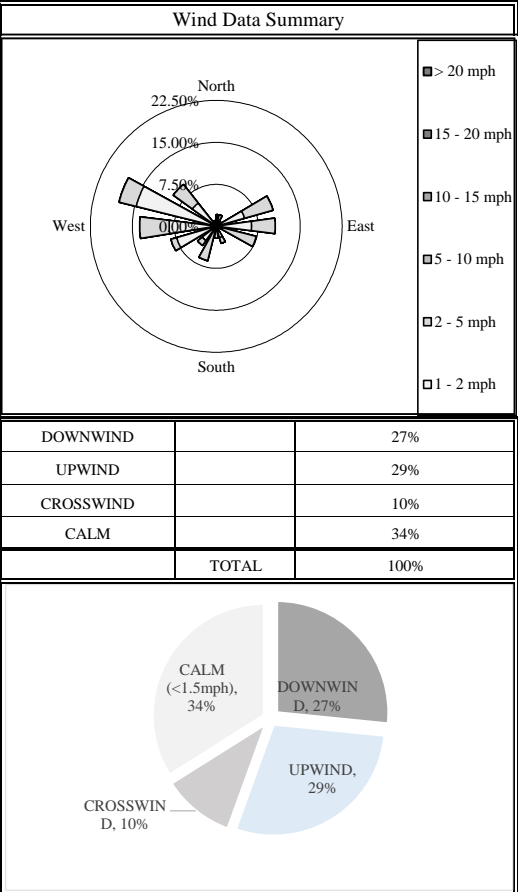 Wind Data Summary
North
22.50%
15.00%
7.50%
0.00%
West
East
South
> 20 mph
15 - 20 mph
10 - 15 mph
5 - 10 mph
2 - 5 mph
1 - 2 mph
DOWNWIND 27%
UPWIND 29%
CROSSWIND 10%
CALM 34%
TOTAL 100%
CALM
(<1.5mph),
34%
DOWNWIN
D, 27%
UPWIND,
29%
CROSSWIN
D, 10%